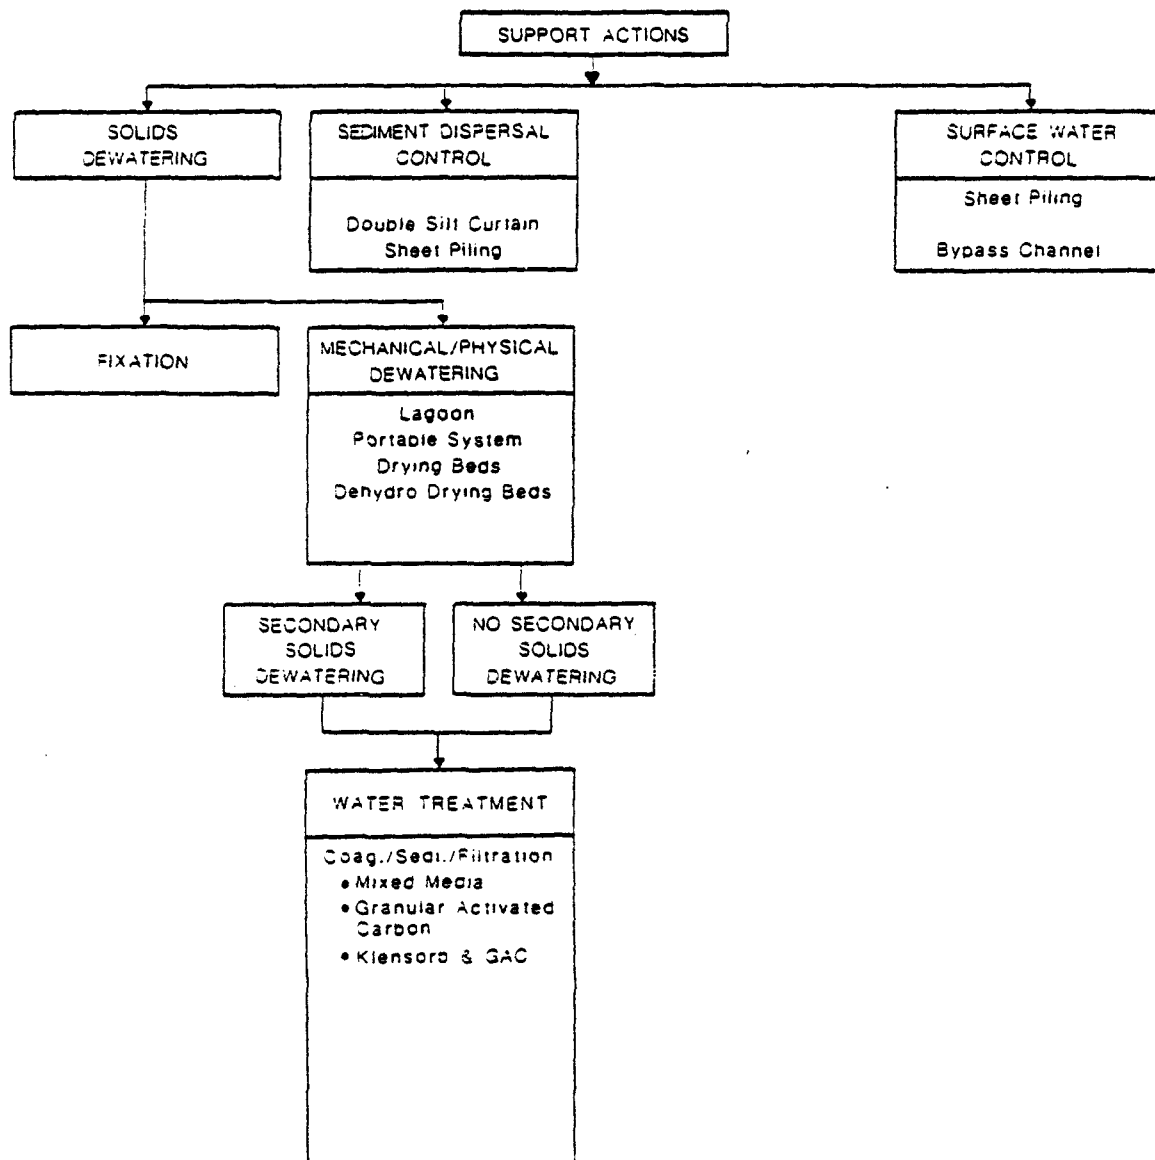 SUPPORT ACTIONS
SOLIDS
DEWATERING
SEDIMENT DISPERSAL
CONTROL
Double Silt Curtain
Sheet Piling
SURFACE WATER
CONTROL
Sheet Piling
Bypass Channel
FIXATION
MECHANICAL/PHYSICAL
DEWATERING
Lagoon
Portable System
Drying Beds
Dehydro Drying Beds
SECONDARY
SOLIDS
DEWATERING
NO SECONDARY
SOLIDS
DEWATERING
WATER TREATMENT
Coag./Sedi./Filtration
• Mixed Media
• Granular Activated
Carbon
• Klensorb & GAC